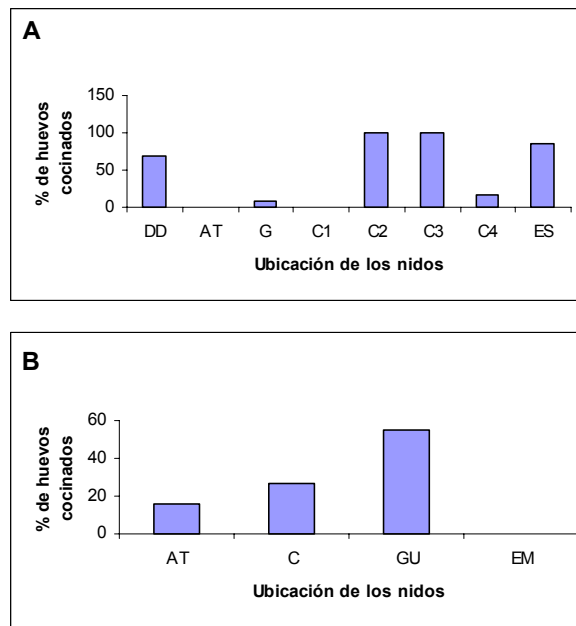 A
% de huevos
cocinados
150
100
50
0
DD AT G C1 C2 C3 C4 ES
Ubicación de los nidos
B
% de huevos
cocinados
60
40
20
0
AT C GU EM
Ubicación de los nidos